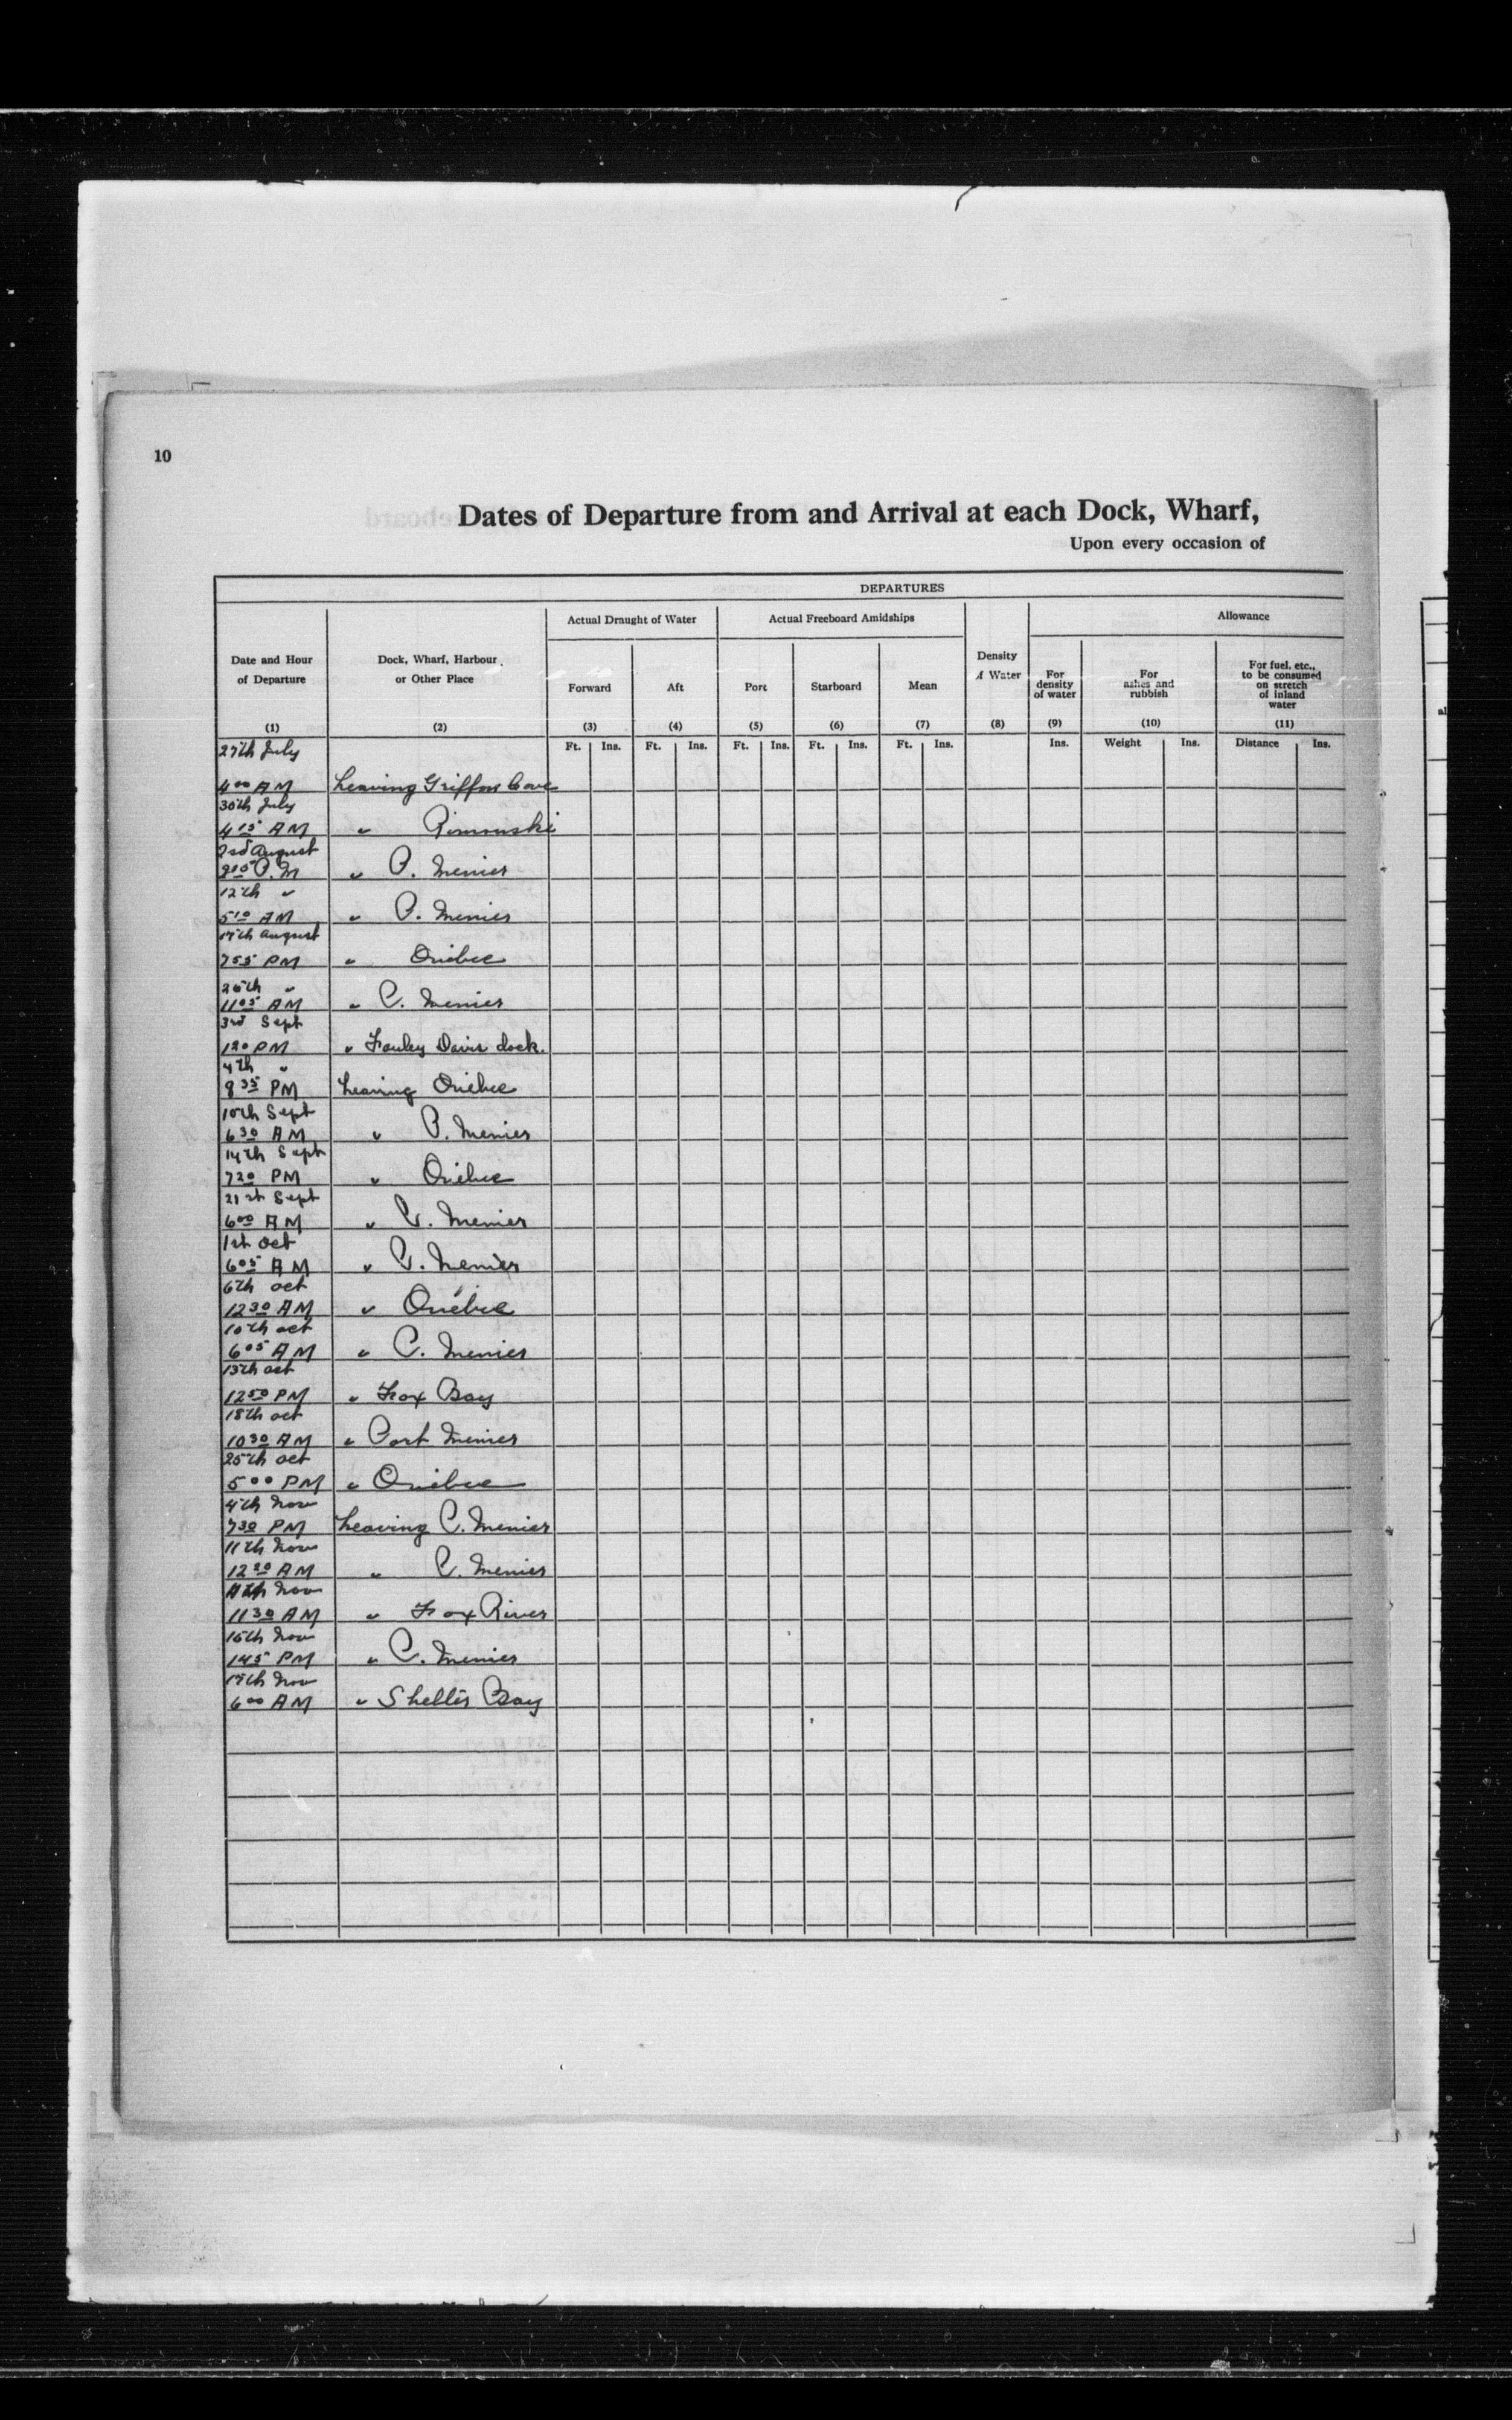 10
Dates of Departure from and Arrival at each Dock, Wharf,
Upon every occasion of
DEPARTURES
Actual Draught of Water Actual Freeboard Amidships Allowance
Date and Hour of Departure Dock, Wharf, Harbour or Other Place Forward Aft Port Starboard Mean Density of Water For density of water For ashes and rubbish For fuel, etc., to be consumed on stretch of inland water
(1) (2) (3) (4) (5) (6) (7) (8) (9) (10) (11)
Ft. Ins. Ft. Ins. Ft. Ins. Ft. Ins. Ft. Ins. Ins. Weight Ins. Distance Ins.
27th July
4 00 AM Leaving Griffon Cove
30th July
4 15 AM " Rimouski
2nd August
P.M " P. Menier
12th "
5 10 AM " P. Menier
17th August
7 55 PM " Québec
26th "
11 05 AM " P. Menier
3rd Sept
1 20 PM " Davie dock.
4th "
8 35 PM Leaving Québec
10th Sept
6 30 AM " P. Menier
14th Sept
7 20 PM " Québec
21st Sept
6 00 AM " P. Menier
1st Oct
6 05 AM " P. Menier
6th oct
12 30 AM " Québec
10th oct
6 05 AM " P. Menier
13th oct
12 50 PM " Fox Bay
18th oct
10 30 AM " Port Menier
25th oct
5 00 PM " Québec
4th Nov
7 30 PM Leaving P. Menier
11th Nov
12 20 AM " P. Menier
11th Nov
11 30 AM " Fox River
15th Nov
1 45 PM " P. Menier
17th Nov
6 00 AM " Shelter Bay